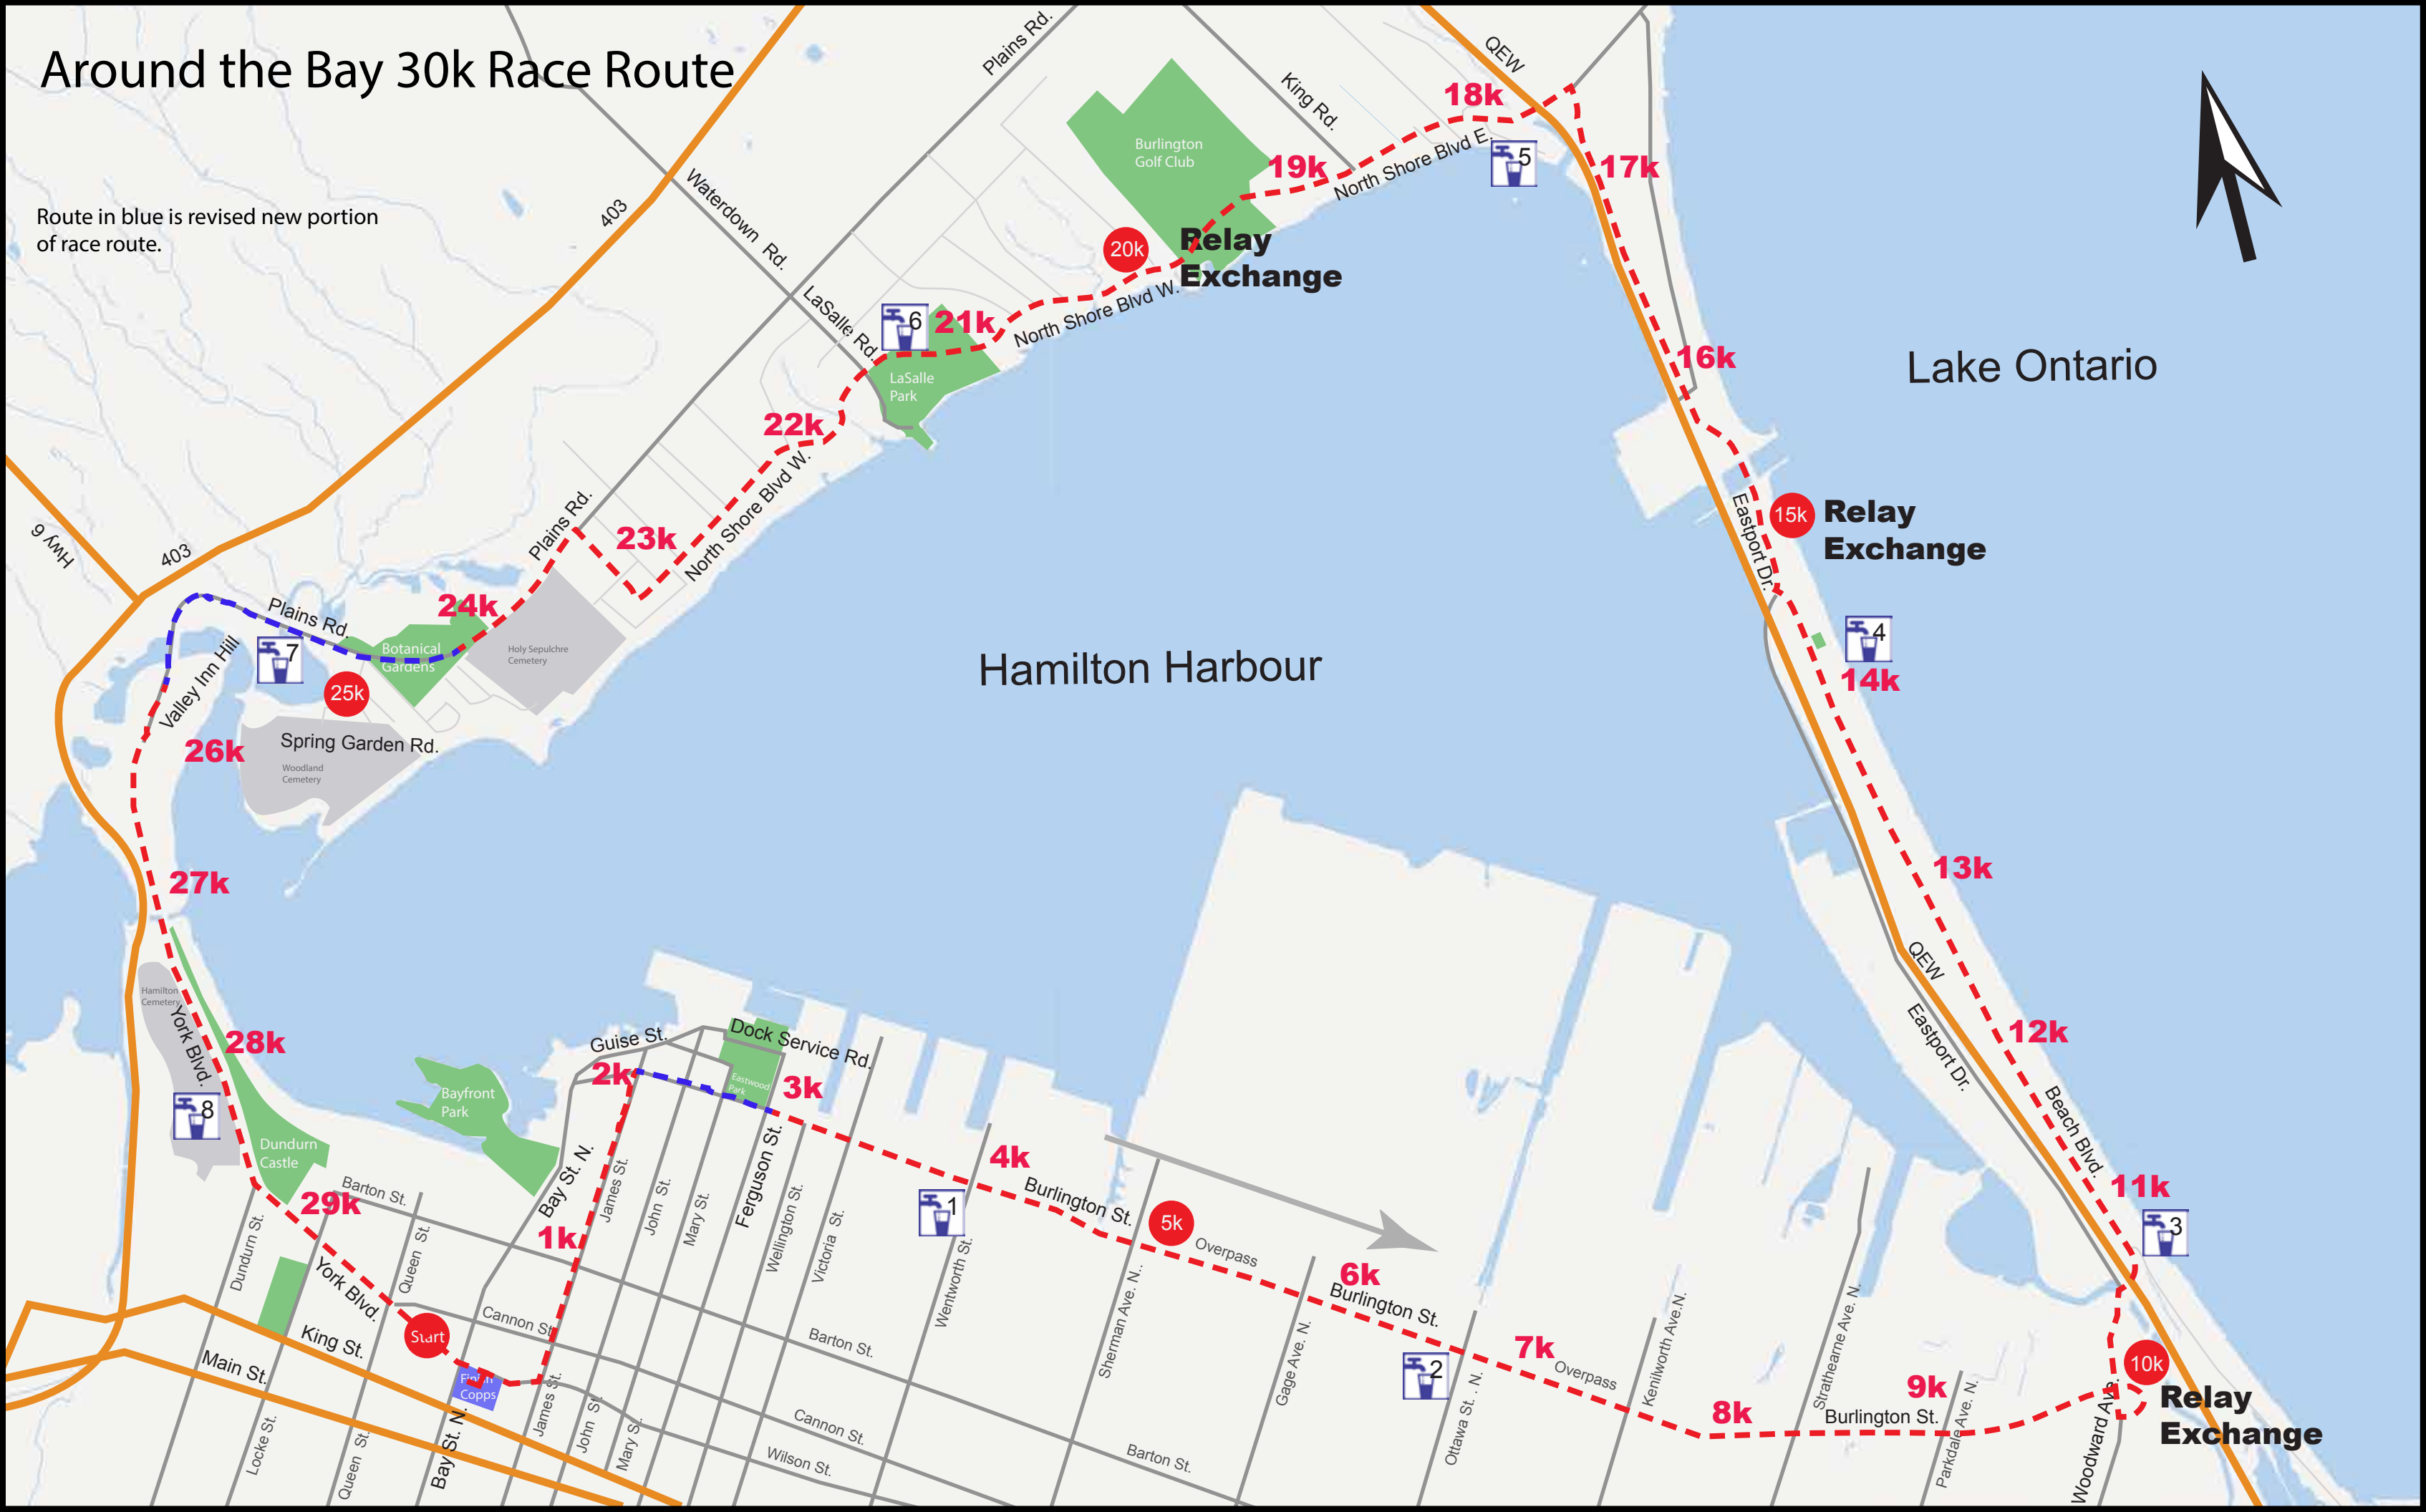 Around the Bay 30k Race Route
Route in blue is revised new portion
of race route.
Plains Rd.
QEW
King Rd.
18k
Burlington
Golf Club
North Shore Blvd E.
5
17k
19k
403
Waterdown Rd.
20k
Relay
Exchange
North Shore Blvd W.
LaSalle Rd.
6
21k
LaSalle
Park
16k
Lake Ontario
22k
North Shore Blvd W.
Plains Rd.
23k
Eastport Dr.
15k
Relay
Exchange
Hwy 6
403
24k
Plains Rd.
7
Botanical
Gardens
Holy Sepulchre
Cemetery
25k
Valley Inn Hill
26k
Spring Garden Rd.
Woodland
Cemetery
Hamilton Harbour
4
14k
13k
27k
QEW
Eastport Dr.
12k
Hamilton
Cemetery
York Blvd.
28k
8
Dundurn
Castle
Bayfront
Park
Guise St.
Dock Service Rd.
2k
Eastwood
Park
3k
Beach Blvd.
11k
3
29k
Barton St.
Bay St. N.
James St.
John St.
Mary St.
Ferguson St.
Wellington St.
Victoria St.
4k
1
Wentworth St.
Burlington St.
5k
Overpass
Sherman Ave. N..
6k
Burlington St.
Gage Ave. N.
2
Ottawa St . N.
7k
Overpass
Kenilworth Ave.N.
8k
Strathearne Ave. N.
9k
Burlington St.
Parkdale Ave. N.
10k
Relay
Exchange
Woodward Ave.
1k
Dundurn St.
Queen St.
York Blvd.
Start
Cannon St.
Finish
Copps
King St.
Main St.
Locke St.
Queen St.
Bay St. N.
James St.
John St.
Mary St.
Barton St.
Cannon St.
Wilson St.
Barton St.